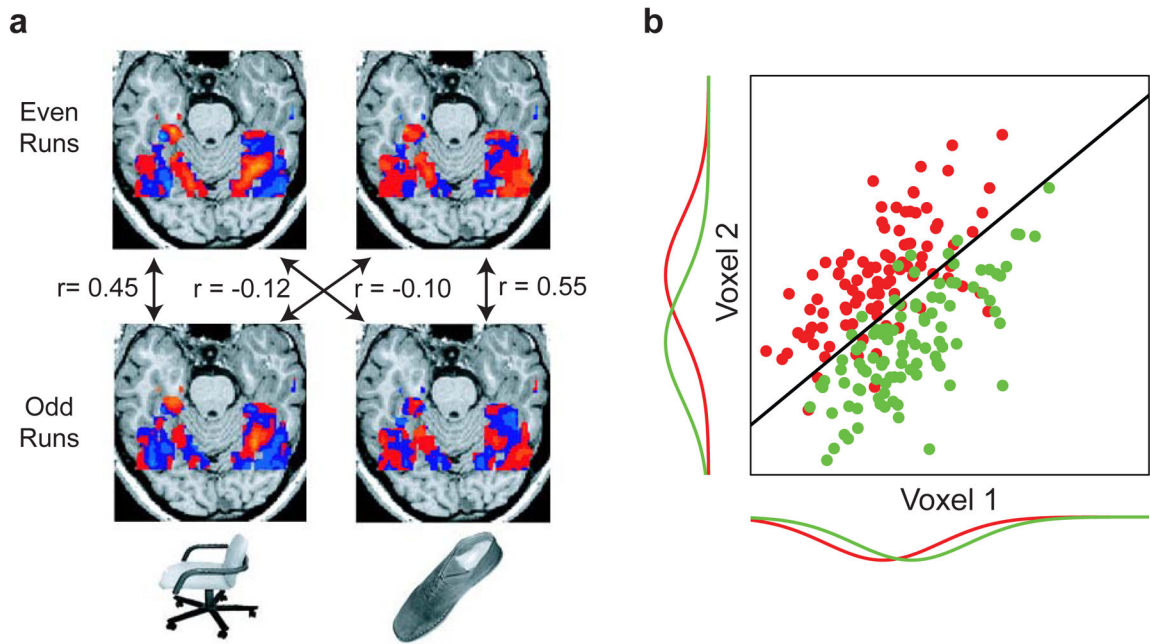 a
Even
Runs
r= 0.45
r = -0.12
r = -0.10
r = 0.55
Odd
Runs
b
Voxel 2
Voxel 1